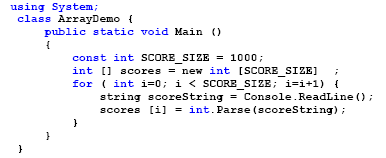 using System;
class ArrayDemo {
public static void Main ()
{
const int SCORE_SIZE = 1000;
int [] scores = new int [SCORE_SIZE] ;
for ( int i=0; i < SCORE_SIZE; i=i+1) {
string scoreString = Console.ReadLine();
scores [i] = int.Parse(scoreString);
}
}
}